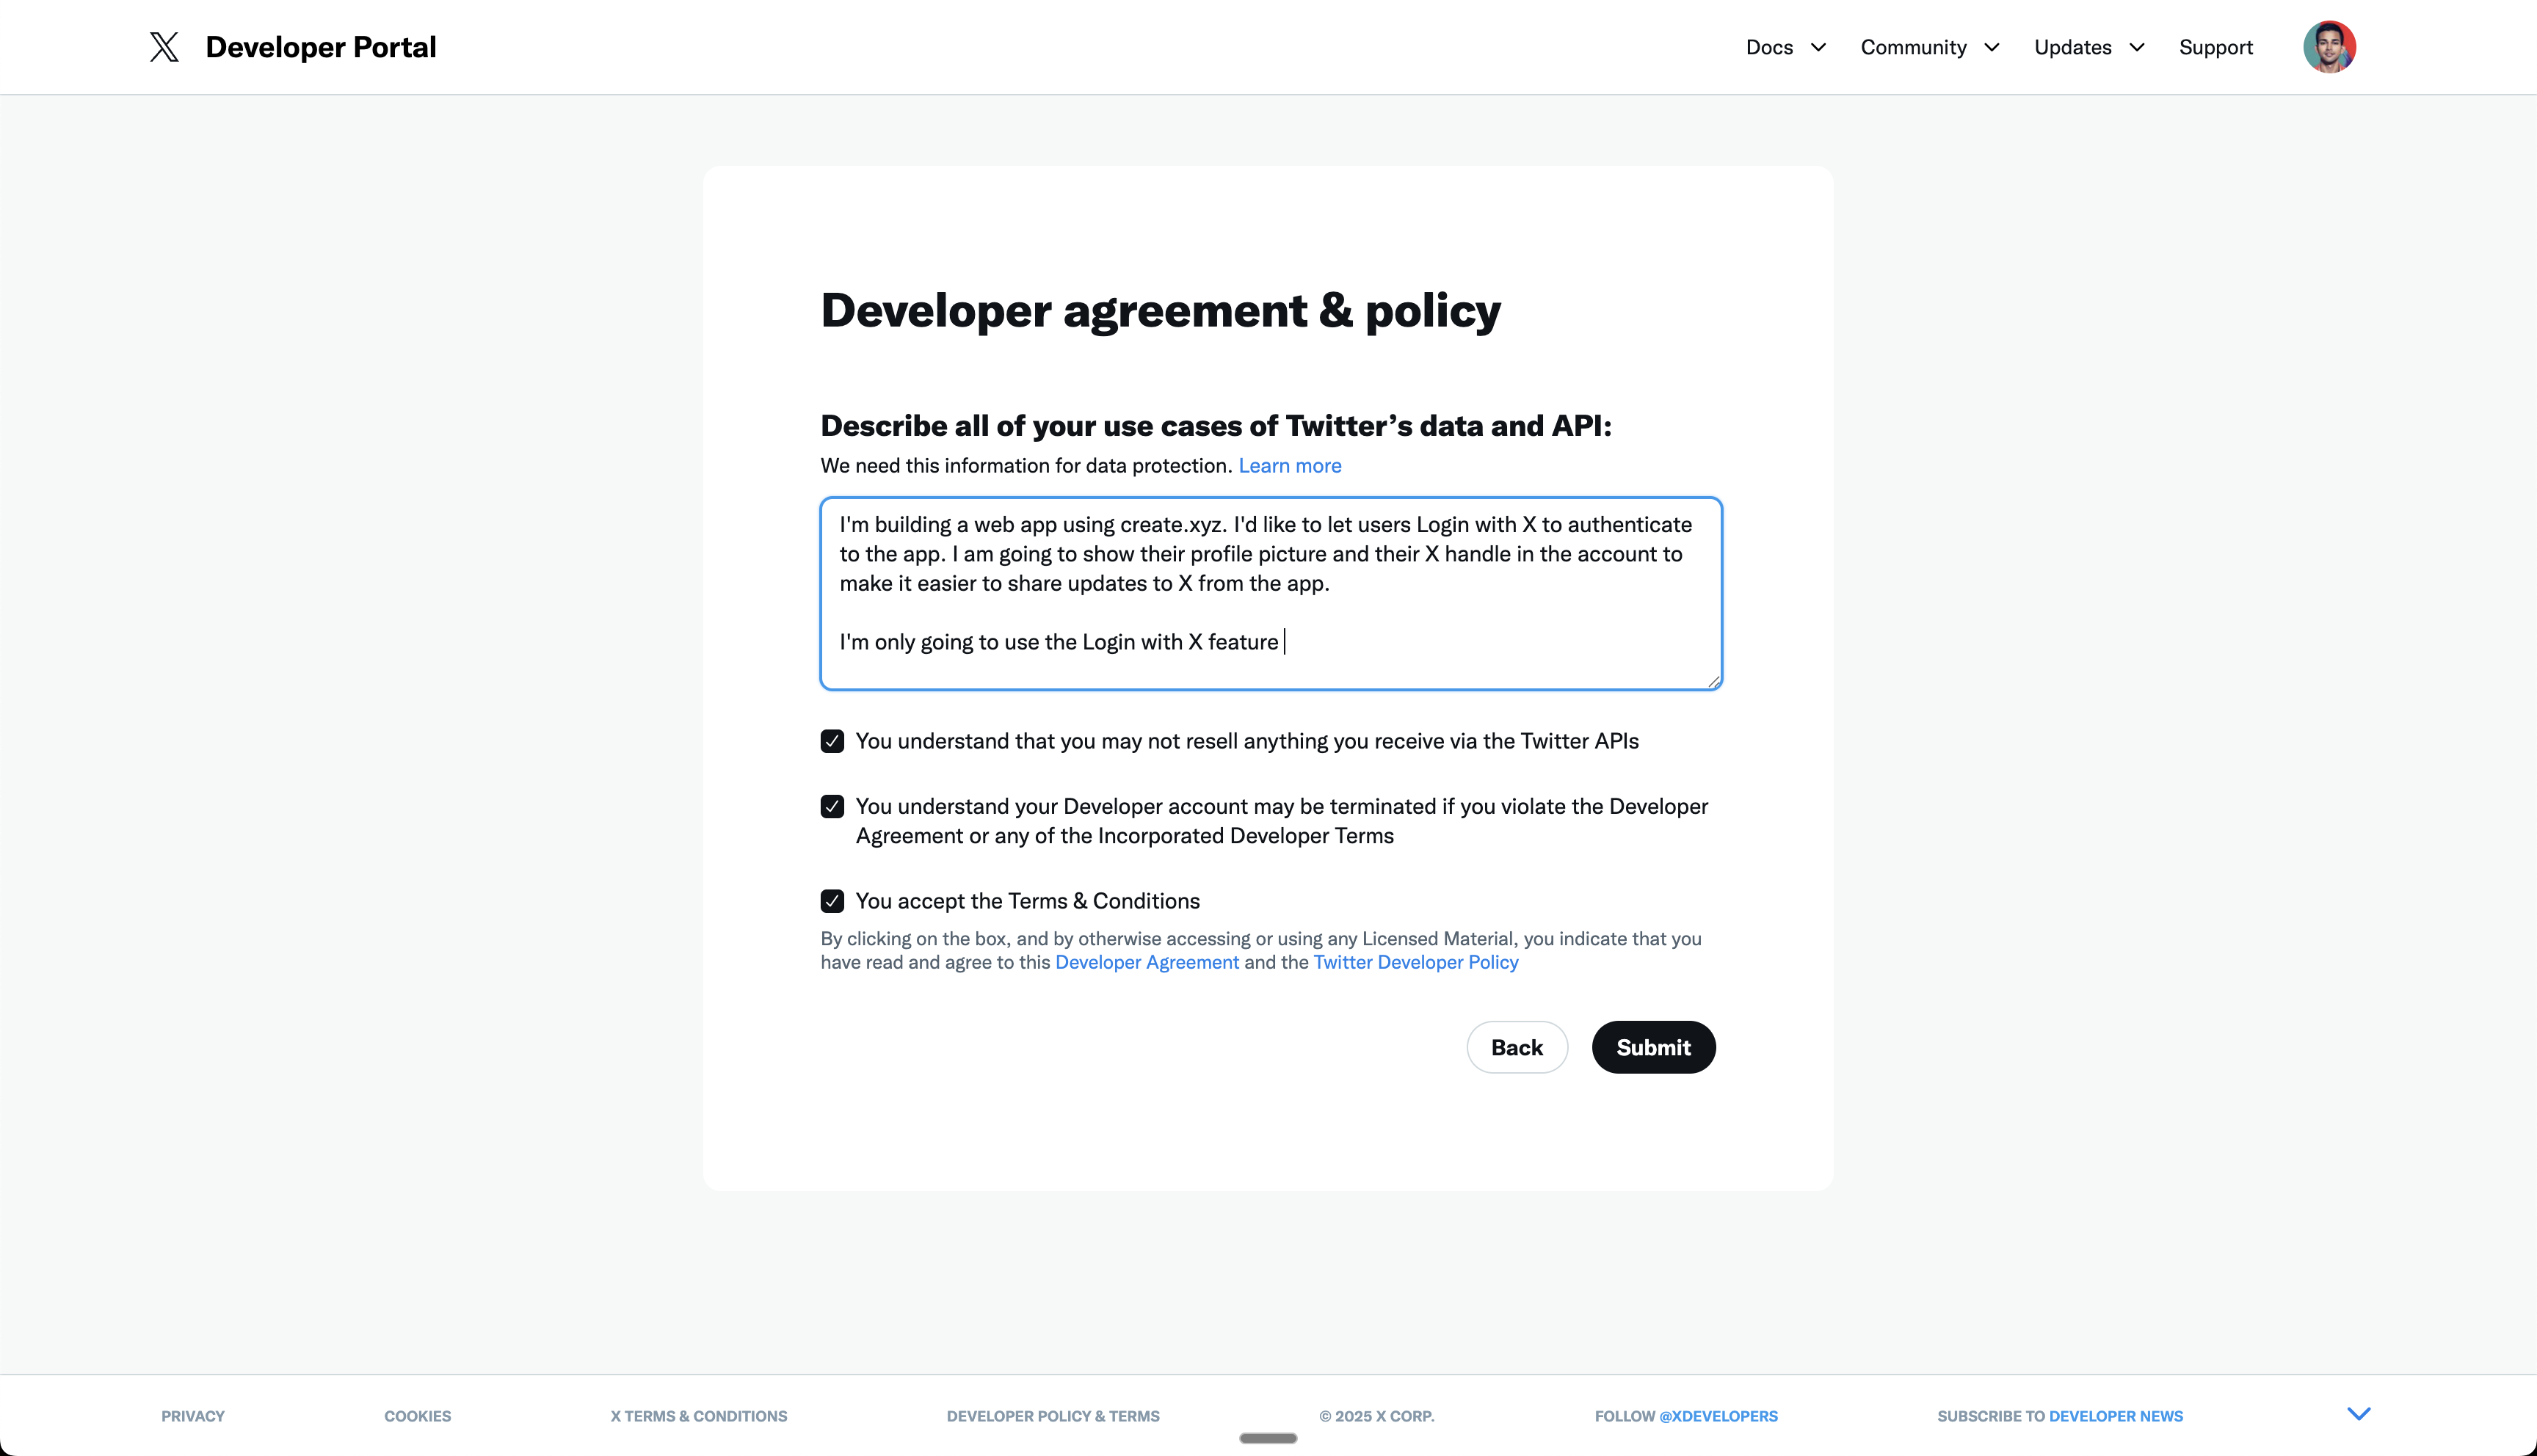 Developer Portal
Docs
Community
Updates
Support
Developer agreement & policy
Describe all of your use cases of Twitter’s data and API:
We need this information for data protection. Learn more
I'm building a web app using create.xyz. I'd like to let users Login with X to authenticate
to the app. I am going to show their profile picture and their X handle in the account to
make it easier to share updates to X from the app.
I'm only going to use the Login with X feature
You understand that you may not resell anything you receive via the Twitter APIs
You understand your Developer account may be terminated if you violate the Developer
Agreement or any of the Incorporated Developer Terms
You accept the Terms & Conditions
By clicking on the box, and by otherwise accessing or using any Licensed Material, you indicate that you
have read and agree to this Developer Agreement and the Twitter Developer Policy
Back
Submit
PRIVACY
COOKIES
X TERMS & CONDITIONS
DEVELOPER POLICY & TERMS
© 2025 X CORP.
FOLLOW @XDEVELOPERS
SUBSCRIBE TO DEVELOPER NEWS